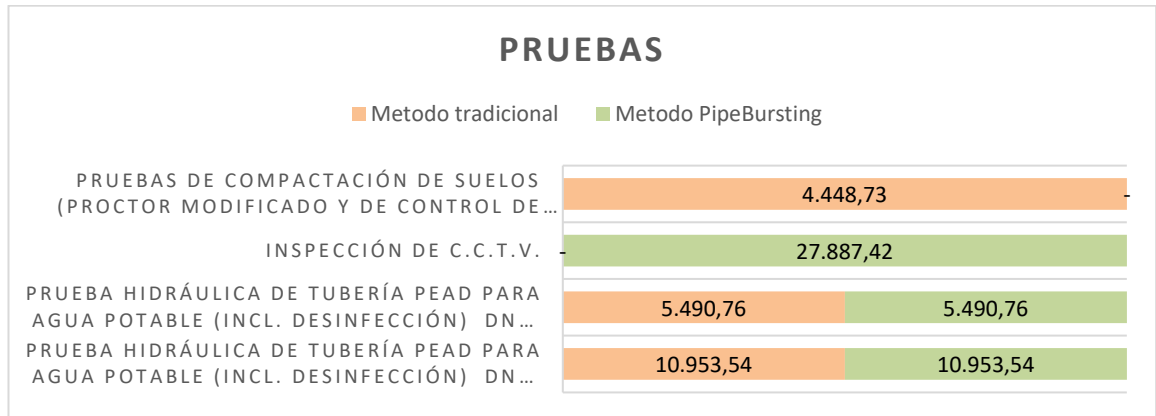 PRUEBAS
Metodo tradicional Metodo PipeBursting
PRUEBAS DE COMPACTACIÓN DE SUELOS
(PROCTOR MODIFICADO Y DE CONTROL DE…
4.448,73 -
INSPECCIÓN DE C.C.T.V. - 27.887,42
PRUEBA HIDRÁULICA DE TUBERÍA PEAD PARA
AGUA POTABLE (INCL. DESINFECCIÓN) DN…
5.490,76 5.490,76
PRUEBA HIDRÁULICA DE TUBERÍA PEAD PARA
AGUA POTABLE (INCL. DESINFECCIÓN) DN…
10.953,54 10.953,54